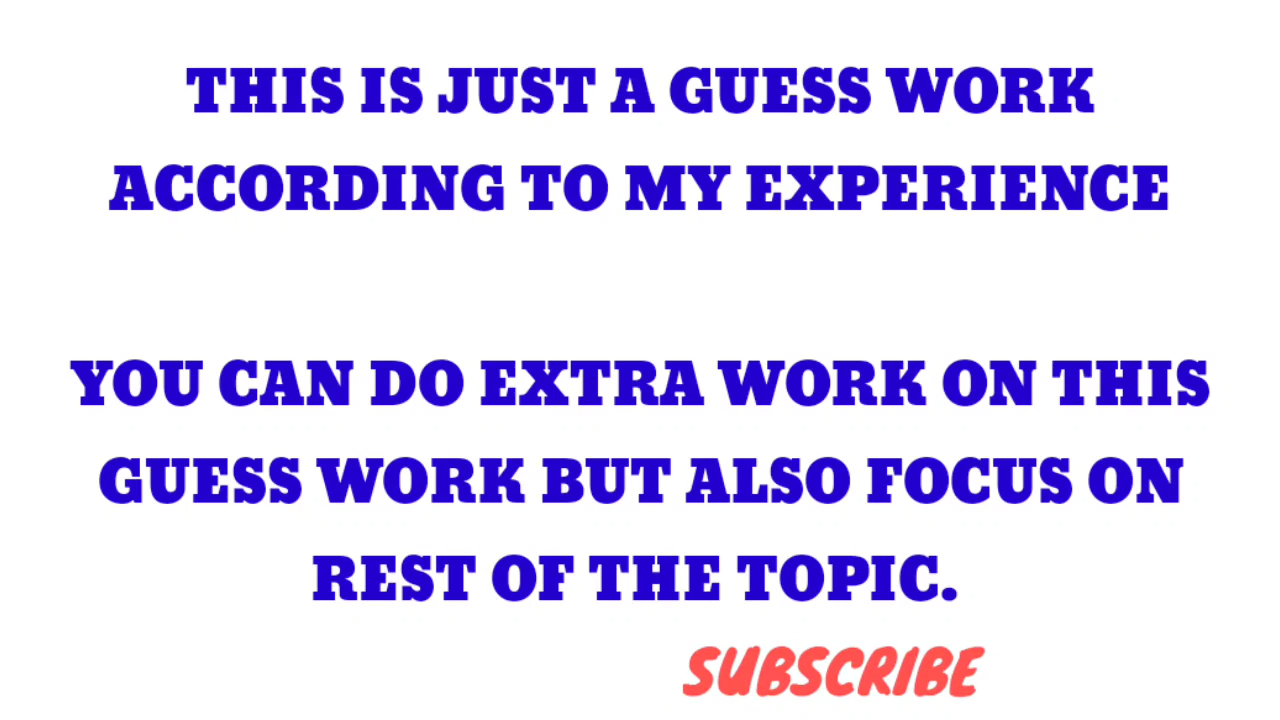 THIS IS JUST A GUESS WORK
ACCORDING TO MY EXPERIENCE
YOU CAN DO EXTRA WORK ON THIS
GUESS WORK BUT ALSO FOCUS ON
REST OF THE TOPIC.
SUBSCRIBE